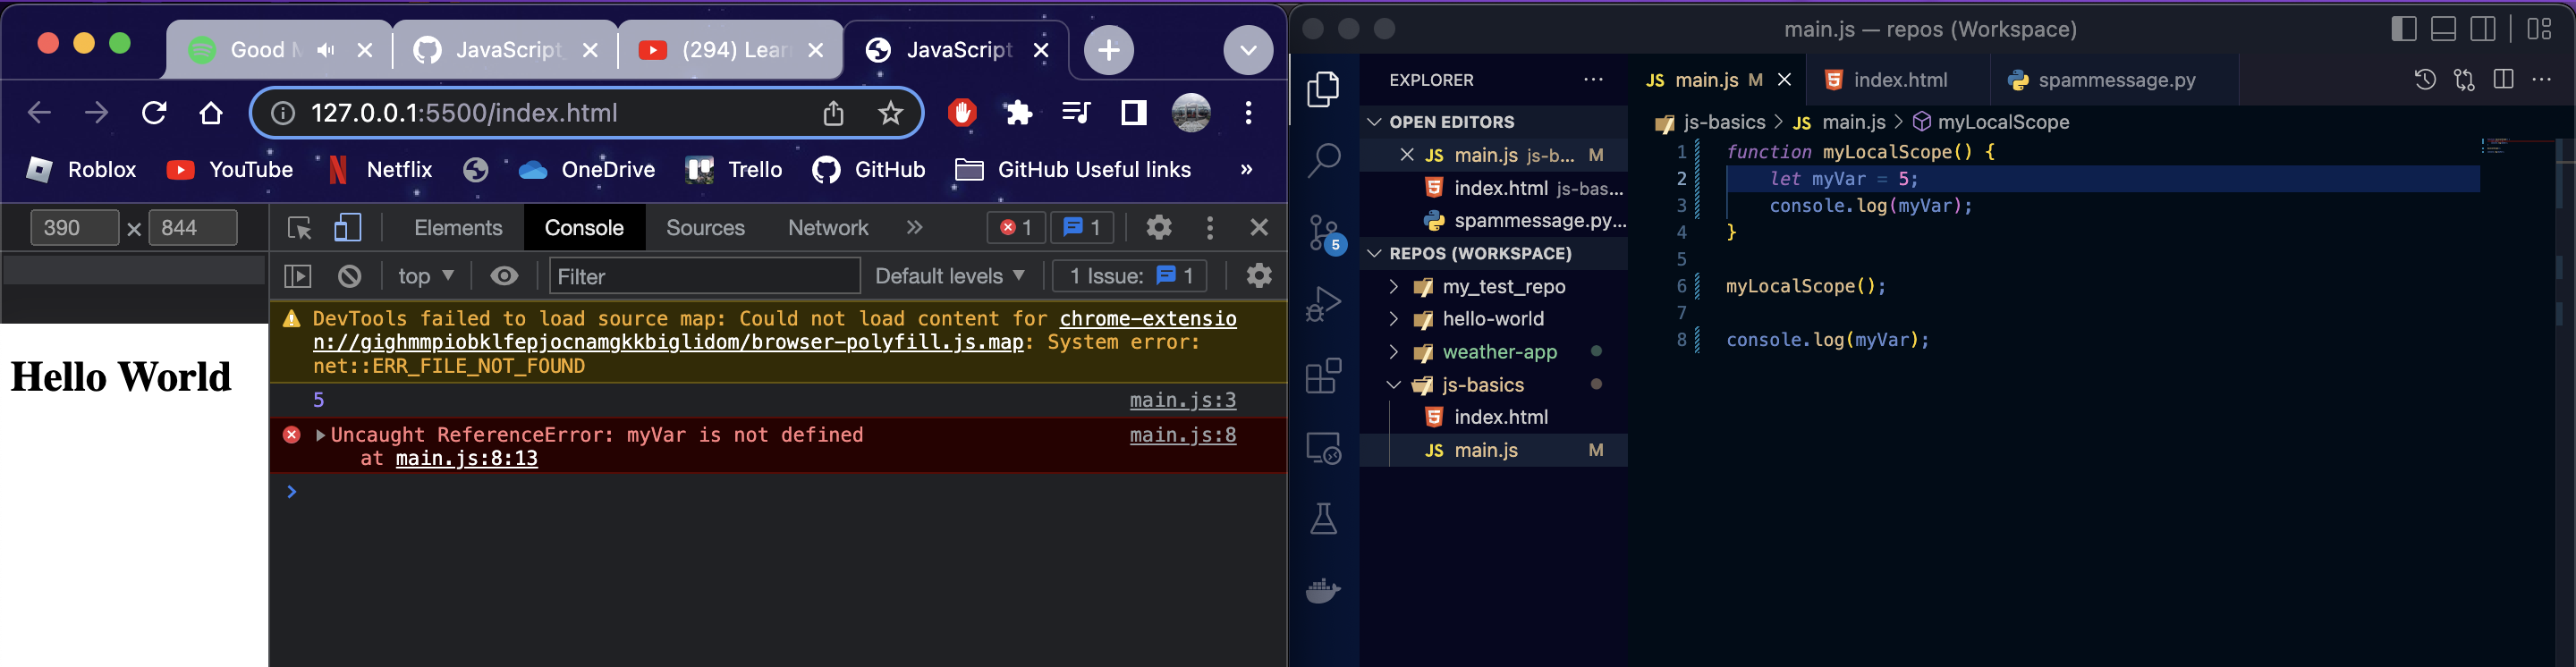 Good M
JavaScript_
(294) Lear
JavaScript
127.0.0.1:5500/index.html
Roblox YouTube Netflix OneDrive Trello GitHub GitHub Useful links »
390 × 844
Elements Console Sources Network » 1 1
top ▼ Filter Default levels ▼ 1 Issue: 1
DevTools failed to load source map: Could not load content for chrome-extensio
n://gighmmpiobklfepjocnamgkkbiglidom/browser-polyfill.js.map: System error:
net::ERR_FILE_NOT_FOUND
5 main.js:3
Uncaught ReferenceError: myVar is not defined main.js:8
at main.js:8:13
Hello World
main.js — repos (Workspace)
EXPLORER ···
OPEN EDITORS
JS main.js js-b... M
index.html js-bas...
spammessage.py...
REPOS (WORKSPACE)
my_test_repo
hello-world
weather-app
js-basics
index.html
JS main.js M
5
JS main.js M index.html spammessage.py
js-basics > JS main.js > myLocalScope
1 function myLocalScope() {
2 let myVar = 5;
3 console.log(myVar);
4 }
5
6 myLocalScope();
7
8 console.log(myVar);